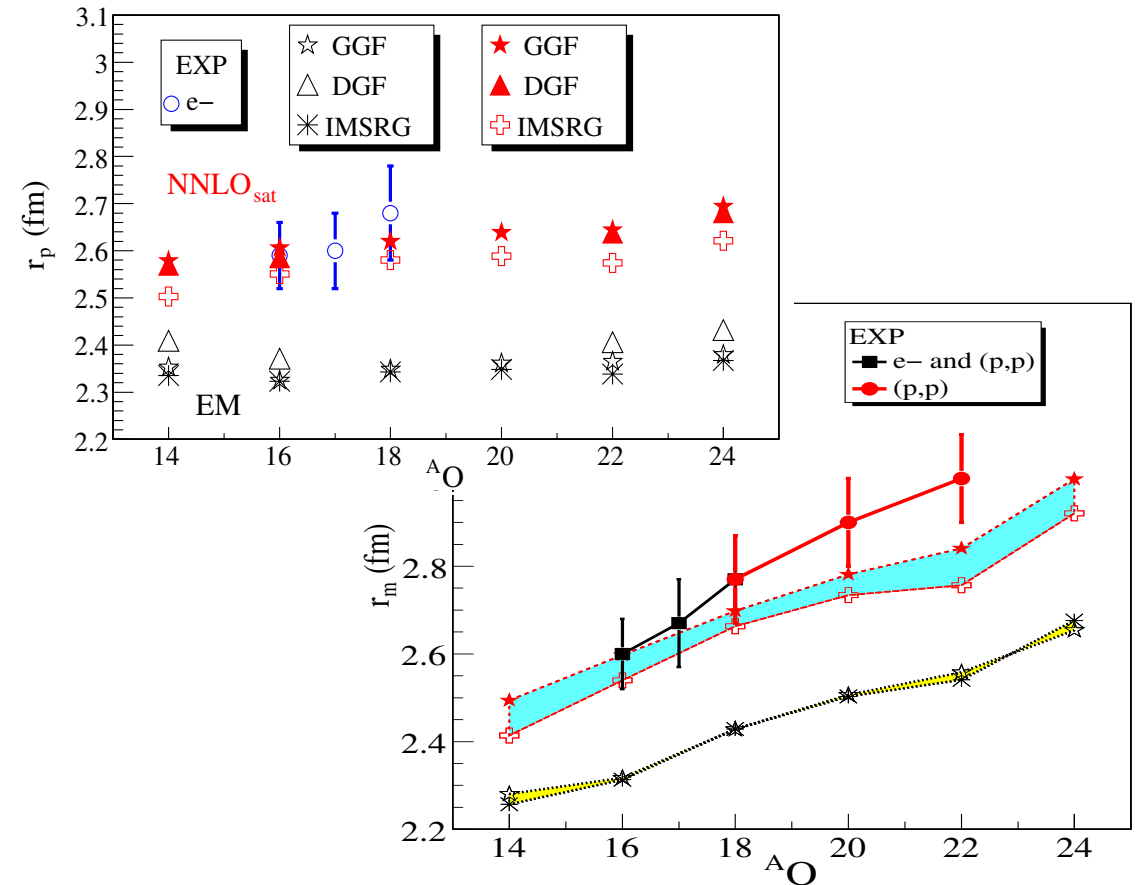 3.1
3
2.9
2.8
2.7
2.6
2.5
2.4
2.3
2.2
r_p (fm)
EXP
e−
GGF
DGF
IMSRG
GGF
DGF
IMSRG
NNLO_sat
EM
14 16 18 20 22 24
^A O
EXP
e− and (p,p)
(p,p)
r_m (fm)
2.8
2.6
2.4
2.2
14 16 18 20 22 24
^A O